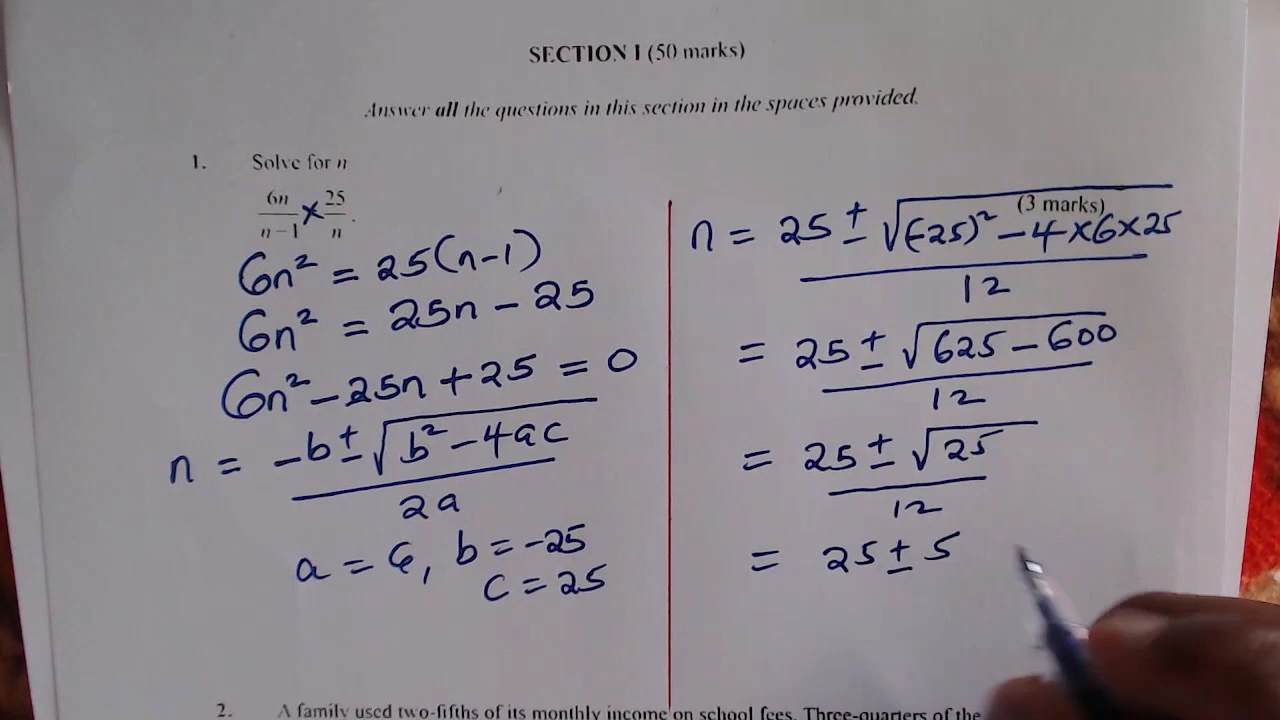 SECTION I (50 marks)
Answer all the questions in this section in the spaces provided.
1. Solve for n
6n/n-1 × 25/n.
(3 marks)
6n² = 25(n-1)
6n² = 25n - 25
6n² - 25n + 25 = 0
n = -b ± √b² - 4ac / 2a
a = 6, b = -25
c = 25
n = 25 ± √(-25)² - 4×6×25 / 12
= 25 ± √625 - 600 / 12
= 25 ± √25 / 12
= 25 ± 5
2. A family used two-fifths of its monthly income on school fees. Three-quarters of the